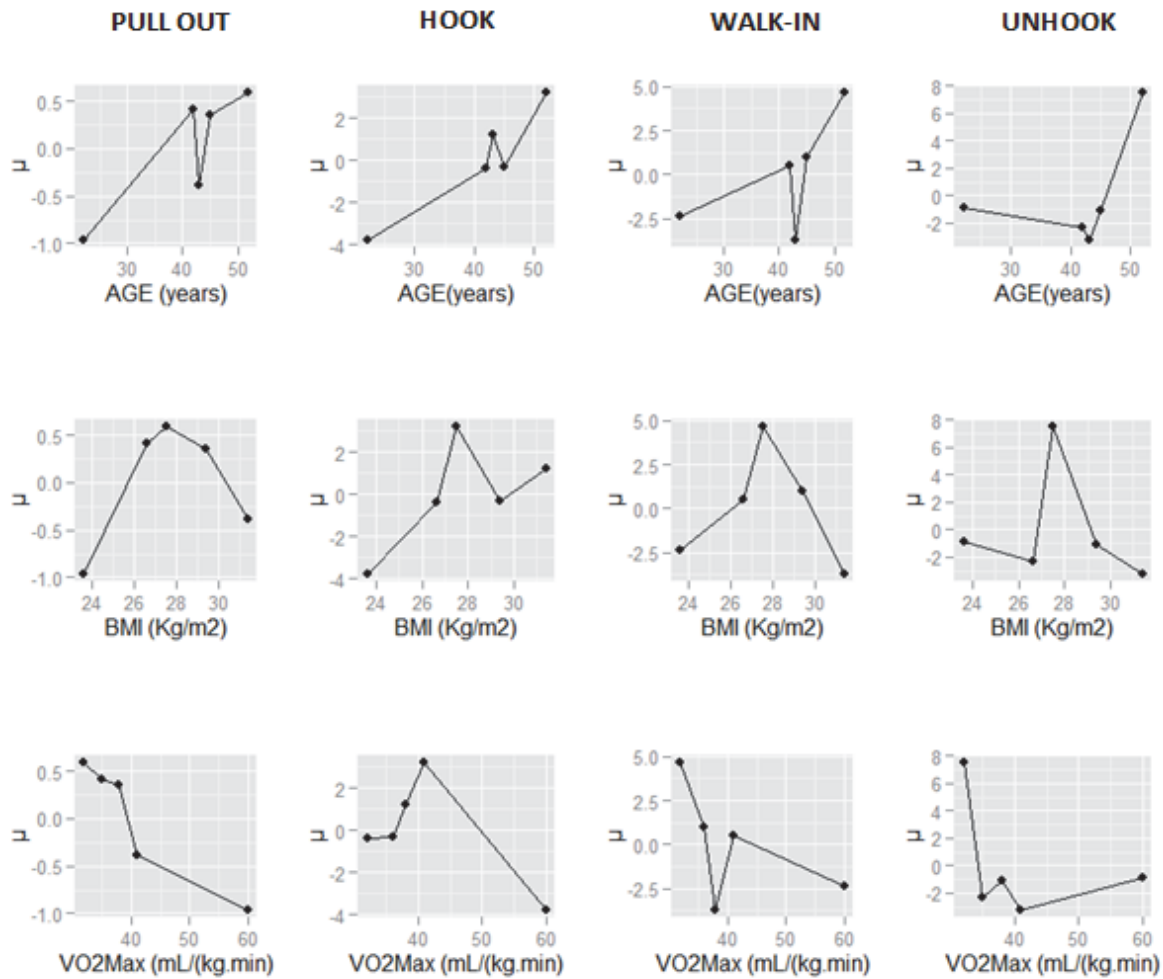 PULL OUT HOOK WALK-IN UNHOOK
0.5
0.0
-0.5
-1.0
μ
30 40 50
AGE (years)
2
0
-2
-4
μ
30 40 50
AGE(years)
5.0
2.5
0.0
-2.5
μ
30 40 50
AGE(years)
8
6
4
2
0
-2
μ
30 40 50
AGE(years)
0.5
0.0
-0.5
-1.0
μ
24 26 28 30
BMI (Kg/m2)
2
0
-2
-4
μ
24 26 28 30
BMI (Kg/m2)
5.0
2.5
0.0
-2.5
μ
24 26 28 30
BMI (Kg/m2)
8
6
4
2
0
-2
μ
24 26 28 30
BMI (Kg/m2)
0.5
0.0
-0.5
-1.0
μ
40 50 60
VO2Max (mL/(kg.min)
2
0
-2
-4
μ
40 50 60
VO2Max (mL/(kg.min)
5.0
2.5
0.0
-2.5
μ
40 50 60
VO2Max (mL/(kg.min)
8
6
4
2
0
-2
μ
40 50 60
VO2Max (mL/(kg.min)